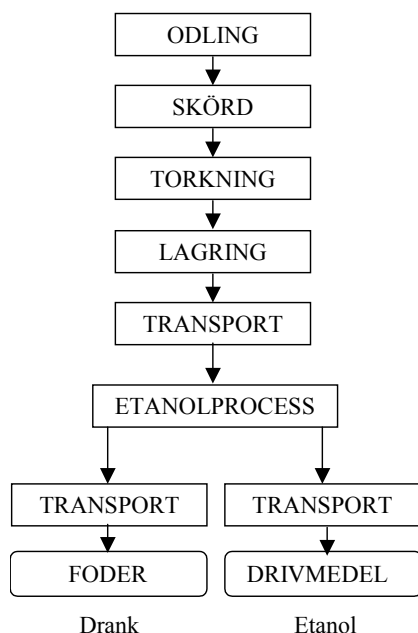 ODLING
SKÖRD
TORKNING
LAGRING
TRANSPORT
ETANOLPROCESS
TRANSPORT TRANSPORT
FODER DRIVMEDEL
Drank Etanol